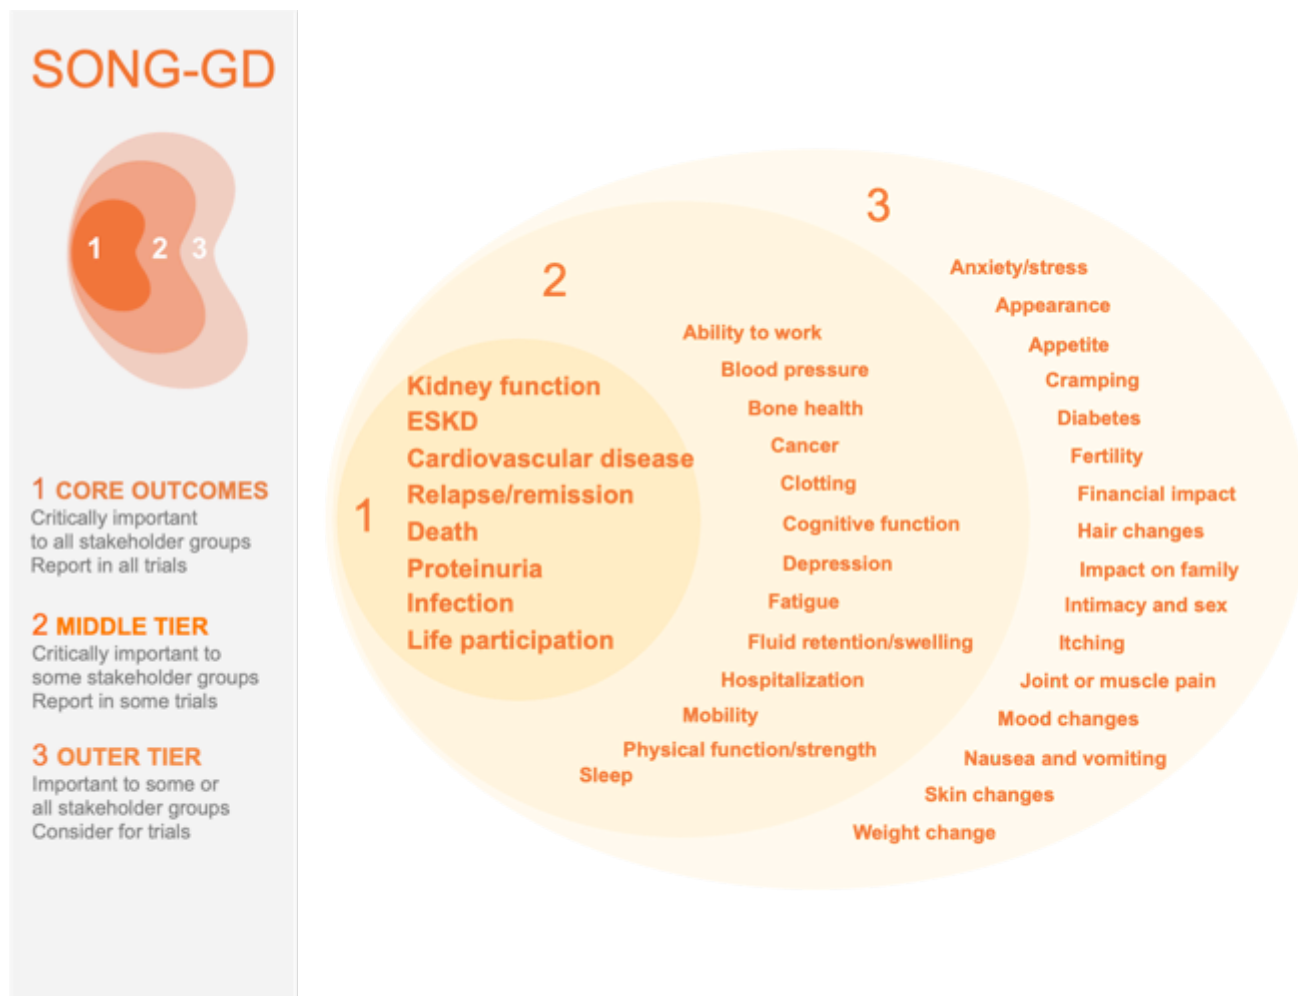 SONG-GD
1
2
3
1 CORE OUTCOMES
Critically important
to all stakeholder groups
Report in all trials
2 MIDDLE TIER
Critically important to
some stakeholder groups
Report in some trials
3 OUTER TIER
Important to some or
all stakeholder groups
Consider for trials
1
Kidney function
ESKD
Cardiovascular disease
Relapse/remission
Death
Proteinuria
Infection
Life participation
2
Ability to work
Blood pressure
Bone health
Cancer
Clotting
Cognitive function
Depression
Fatigue
Fluid retention/swelling
Hospitalization
Mobility
Physical function/strength
Sleep
3
Anxiety/stress
Appearance
Appetite
Cramping
Diabetes
Fertility
Financial impact
Hair changes
Impact on family
Intimacy and sex
Itching
Joint or muscle pain
Mood changes
Nausea and vomiting
Skin changes
Weight change